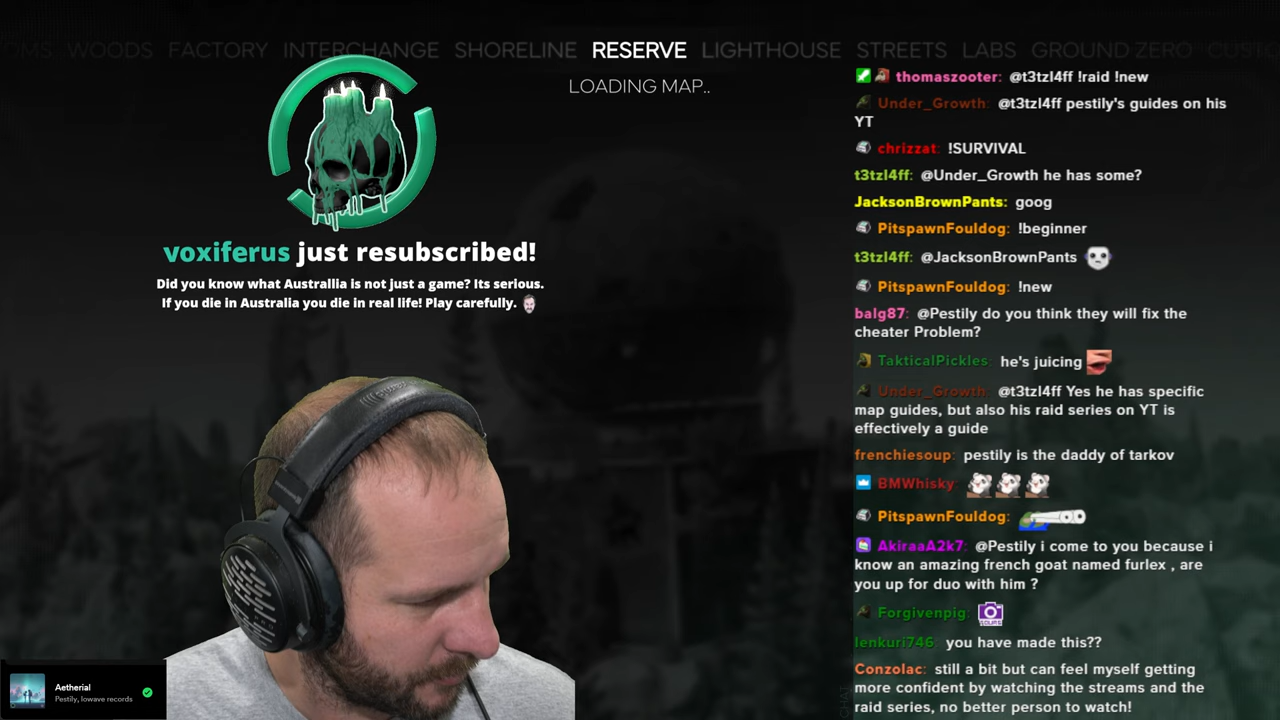 OMS WOODS FACTORY INTERCHANGE SHORELINE RESERVE LIGHTHOUSE STREETS LABS GROUND ZERO CUSTO
LOADING MAP..
voxiferus just resubscribed!
Did you know what Australlia is not just a game? Its serious.
If you die in Australia you die in real life! Play carefully.
thomaszooter: @t3tzl4ff !raid !new
Under_Growth: @t3tzl4ff pestily's guides on his
YT
chrizzat: !SURVIVAL
t3tzl4ff: @Under_Growth he has some?
JacksonBrownPants: goog
PitspawnFouldog: !beginner
t3tzl4ff: @JacksonBrownPants
PitspawnFouldog: !new
balg87: @Pestily do you think they will fix the
cheater Problem?
TakticalPickles: he's juicing
Under_Growth: @t3tzl4ff Yes he has specific
map guides, but also his raid series on YT is
effectively a guide
frenchiesoup: pestily is the daddy of tarkov
BMWhisky:
PitspawnFouldog:
AkiraaA2k7: @Pestily i come to you because i
know an amazing french goat named furlex , are
you up for duo with him ?
Forgivenpig:
lenkuri746: you have made this??
Conzolac: still a bit but can feel myself getting
more confident by watching the streams and the
raid series, no better person to watch!
Aetherial
Pestily, lowave records